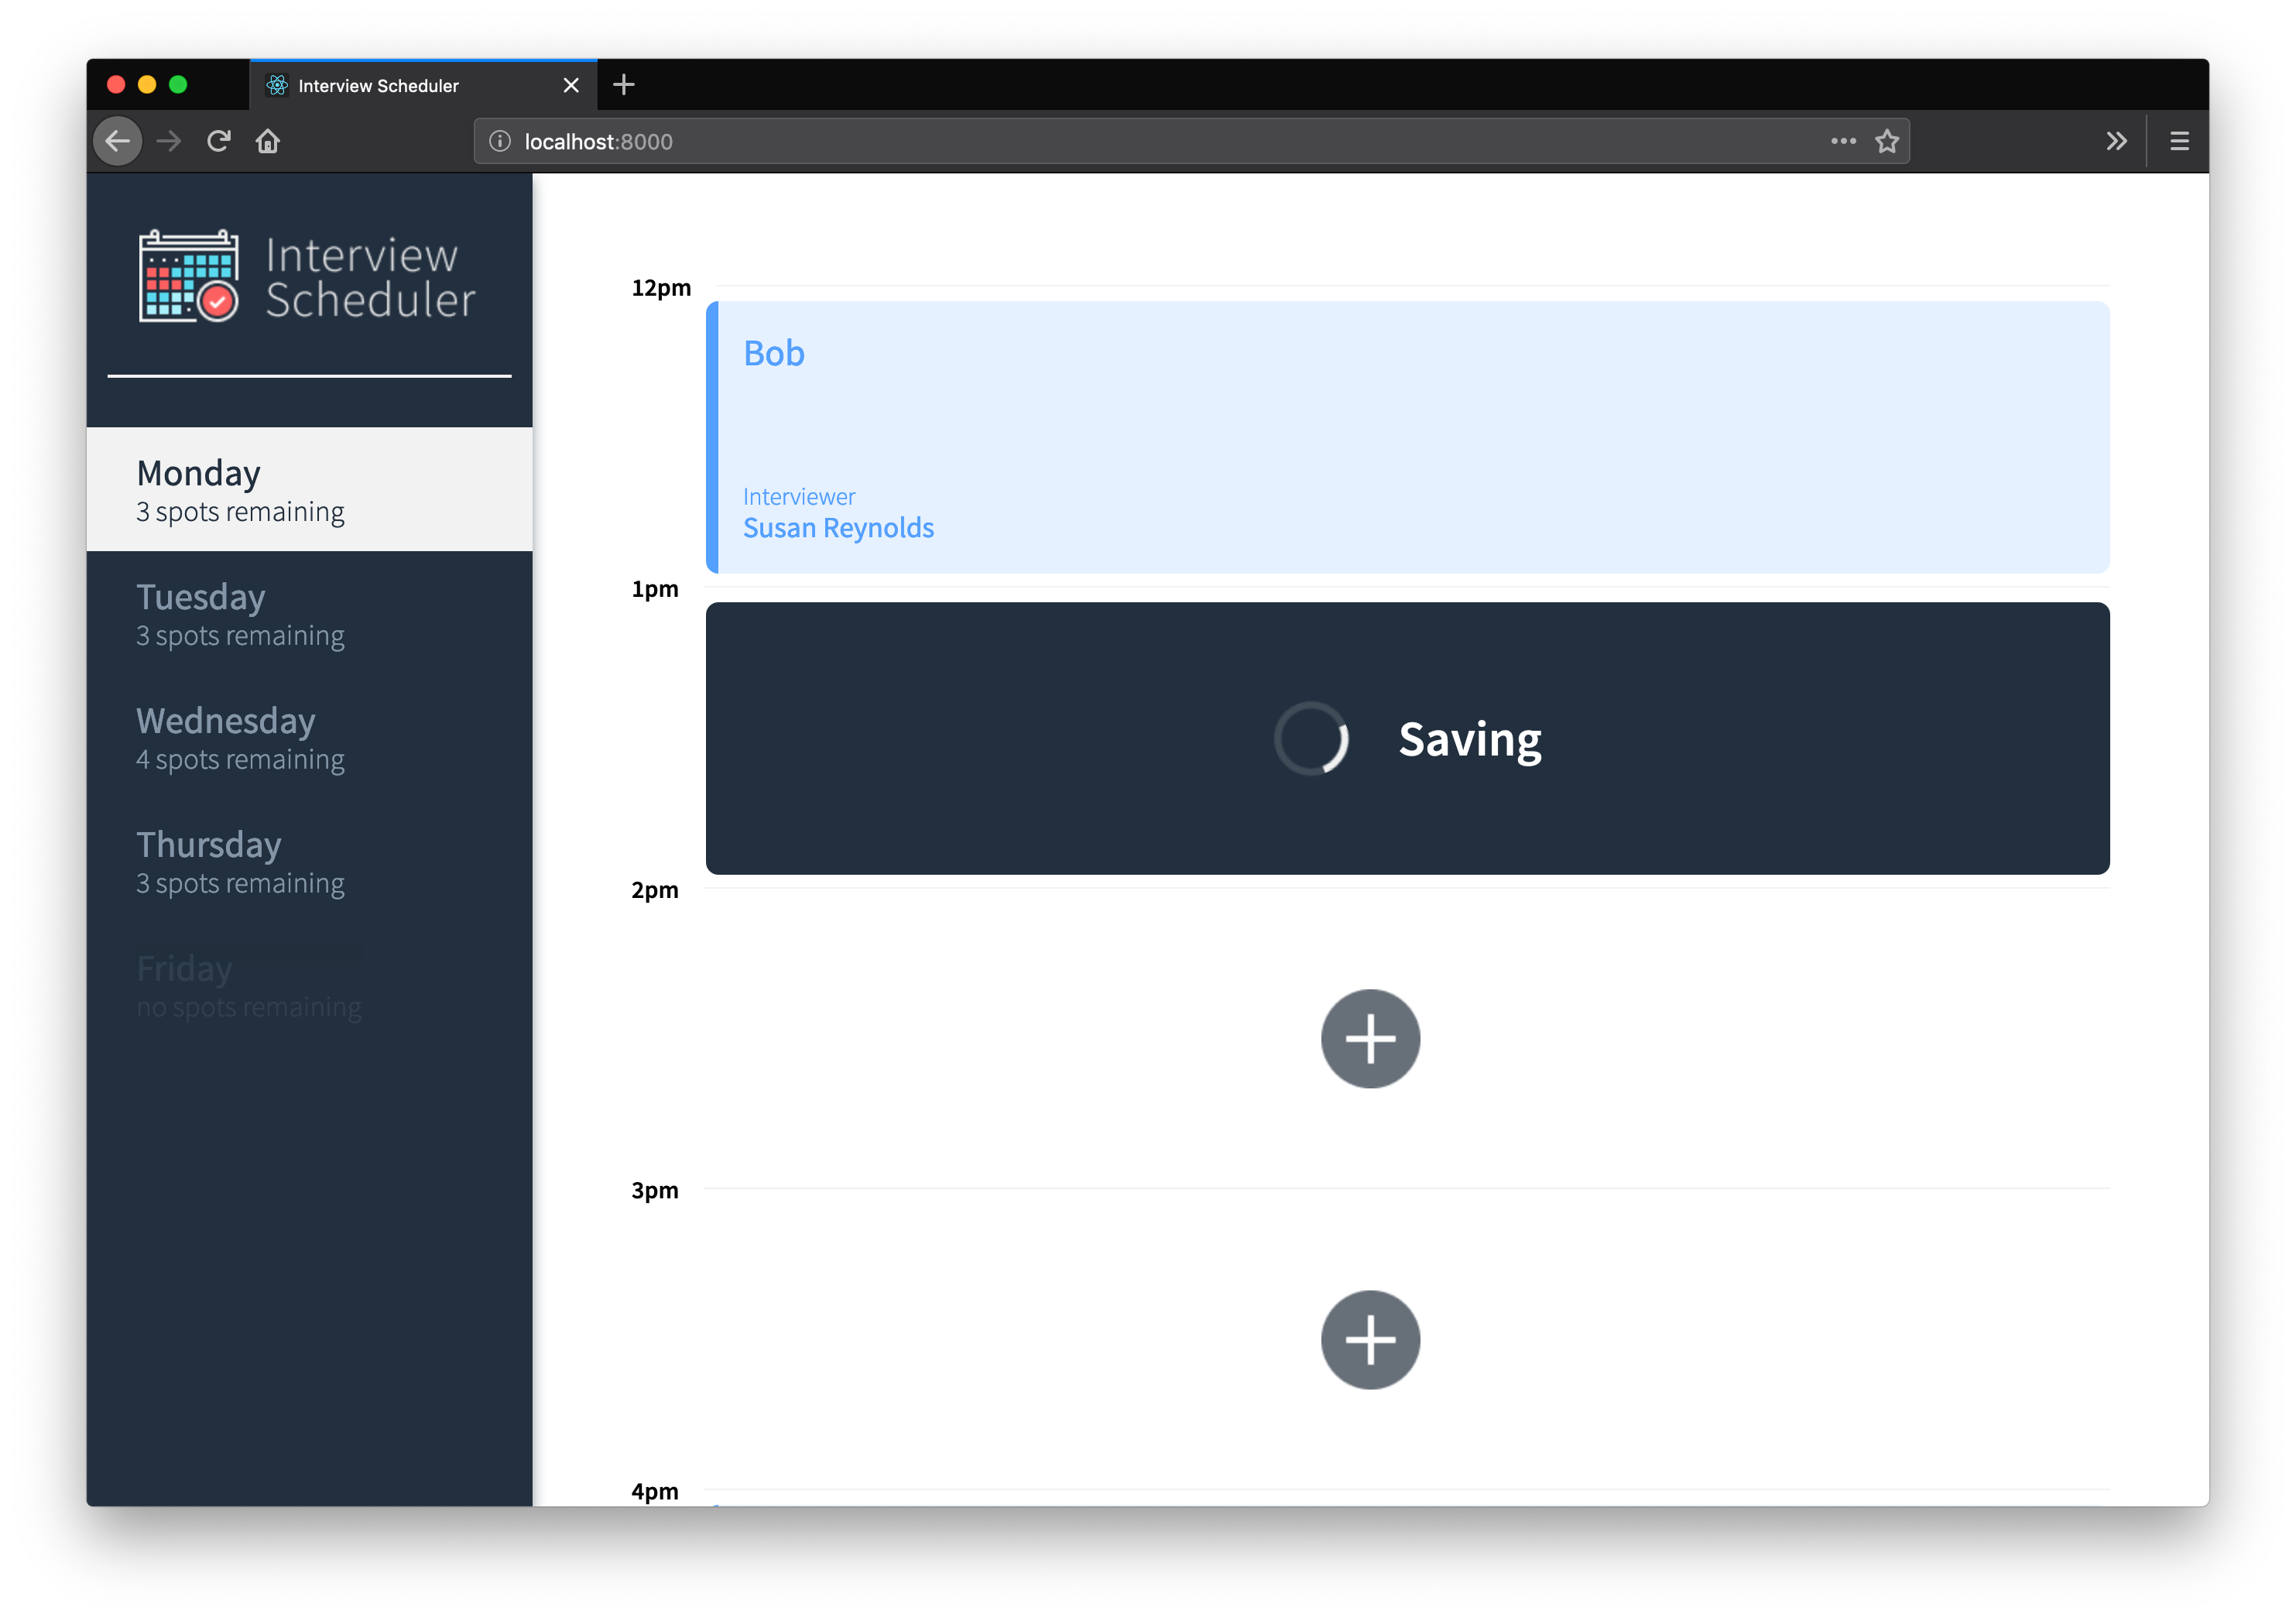 Interview Scheduler
localhost:8000
Interview
Scheduler
Monday
3 spots remaining
Tuesday
3 spots remaining
Wednesday
4 spots remaining
Thursday
3 spots remaining
Friday
no spots remaining
12pm
Bob
Interviewer
Susan Reynolds
1pm
Saving
2pm
3pm
4pm